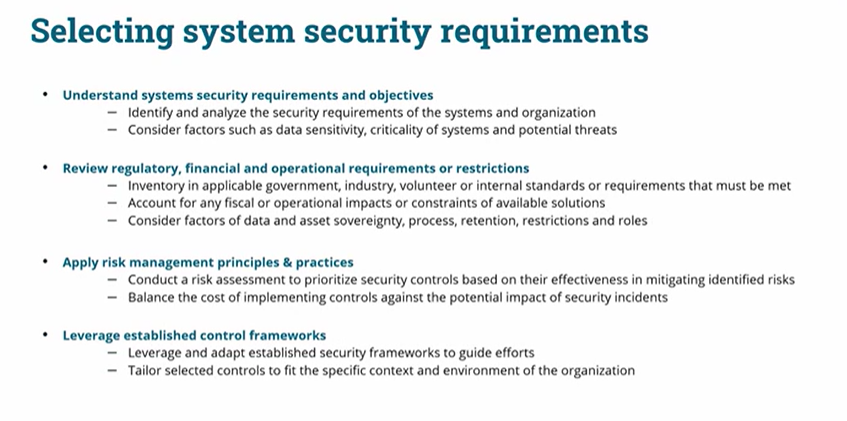 Selecting system security requirements
• Understand systems security requirements and objectives
— Identify and analyze the security requirements of the systems and organization
— Consider factors such as data sensitivity, criticality of systems and potential threats
• Review regulatory, financial and operational requirements or restrictions
— Inventory in applicable government, industry, volunteer or internal standards or requirements that must be met
— Account for any fiscal or operational impacts or constraints of available solutions
— Consider factors of data and asset sovereignty, process, retention, restrictions and roles
• Apply risk management principles & practices
— Conduct a risk assessment to prioritize security controls based on their effectiveness in mitigating identified risks
— Balance the cost of implementing controls against the potential impact of security incidents
• Leverage established control frameworks
— Leverage and adapt established security frameworks to guide efforts
— Tailor selected controls to fit the specific context and environment of the organization